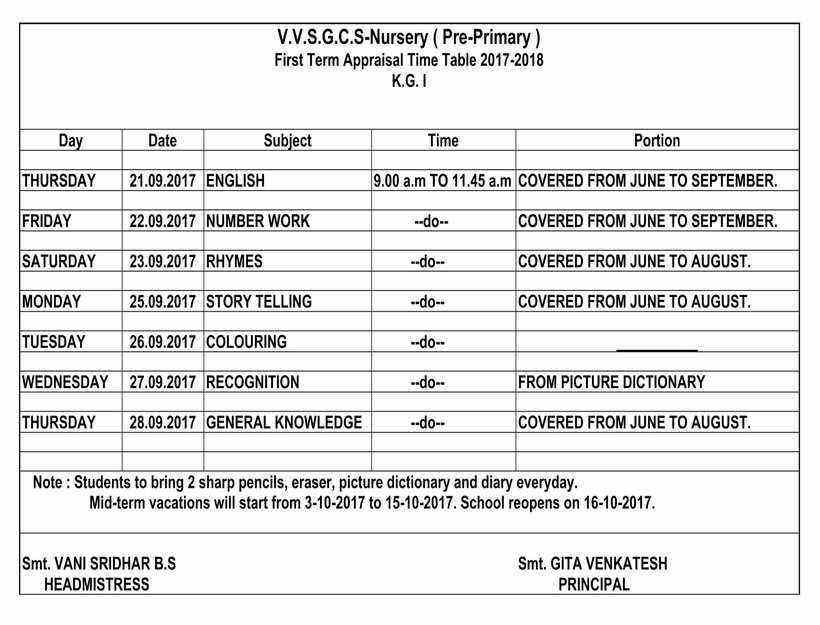 V.V.S.G.C.S-Nursery ( Pre-Primary )
First Term Appraisal Time Table 2017-2018
K.G. I
Day Date Subject Time Portion
THURSDAY 21.09.2017 ENGLISH 9.00 a.m TO 11.45 a.m COVERED FROM JUNE TO SEPTEMBER.
FRIDAY 22.09.2017 NUMBER WORK --do-- COVERED FROM JUNE TO SEPTEMBER.
SATURDAY 23.09.2017 RHYMES --do-- COVERED FROM JUNE TO AUGUST.
MONDAY 25.09.2017 STORY TELLING --do-- COVERED FROM JUNE TO AUGUST.
TUESDAY 26.09.2017 COLOURING --do-- ________
WEDNESDAY 27.09.2017 RECOGNITION --do-- FROM PICTURE DICTIONARY
THURSDAY 28.09.2017 GENERAL KNOWLEDGE --do-- COVERED FROM JUNE TO AUGUST.
Note : Students to bring 2 sharp pencils, eraser, picture dictionary and diary everyday.
Mid-term vacations will start from 3-10-2017 to 15-10-2017. School reopens on 16-10-2017.
Smt. VANI SRIDHAR B.S Smt. GITA VENKATESH
HEADMISTRESS PRINCIPAL